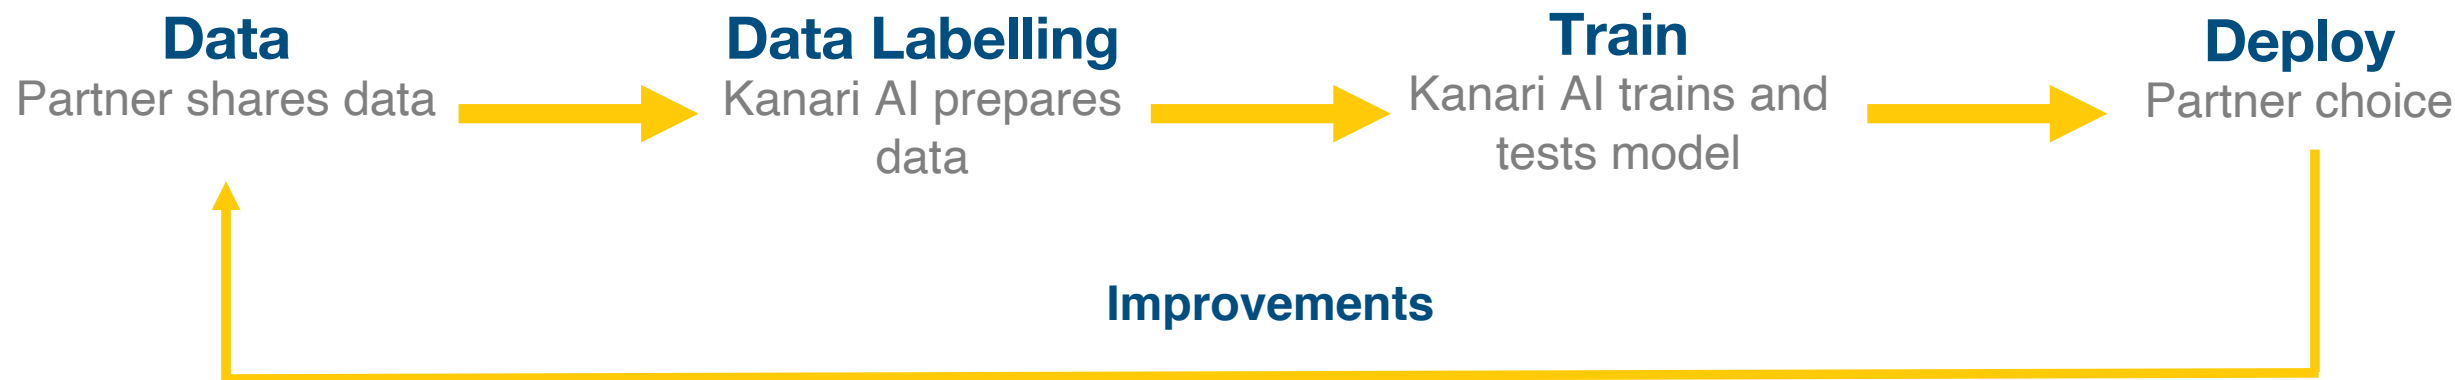 Data
Partner shares data
Data Labelling
Kanari AI prepares
data
Train
Kanari AI trains and
tests model
Deploy
Partner choice
Improvements